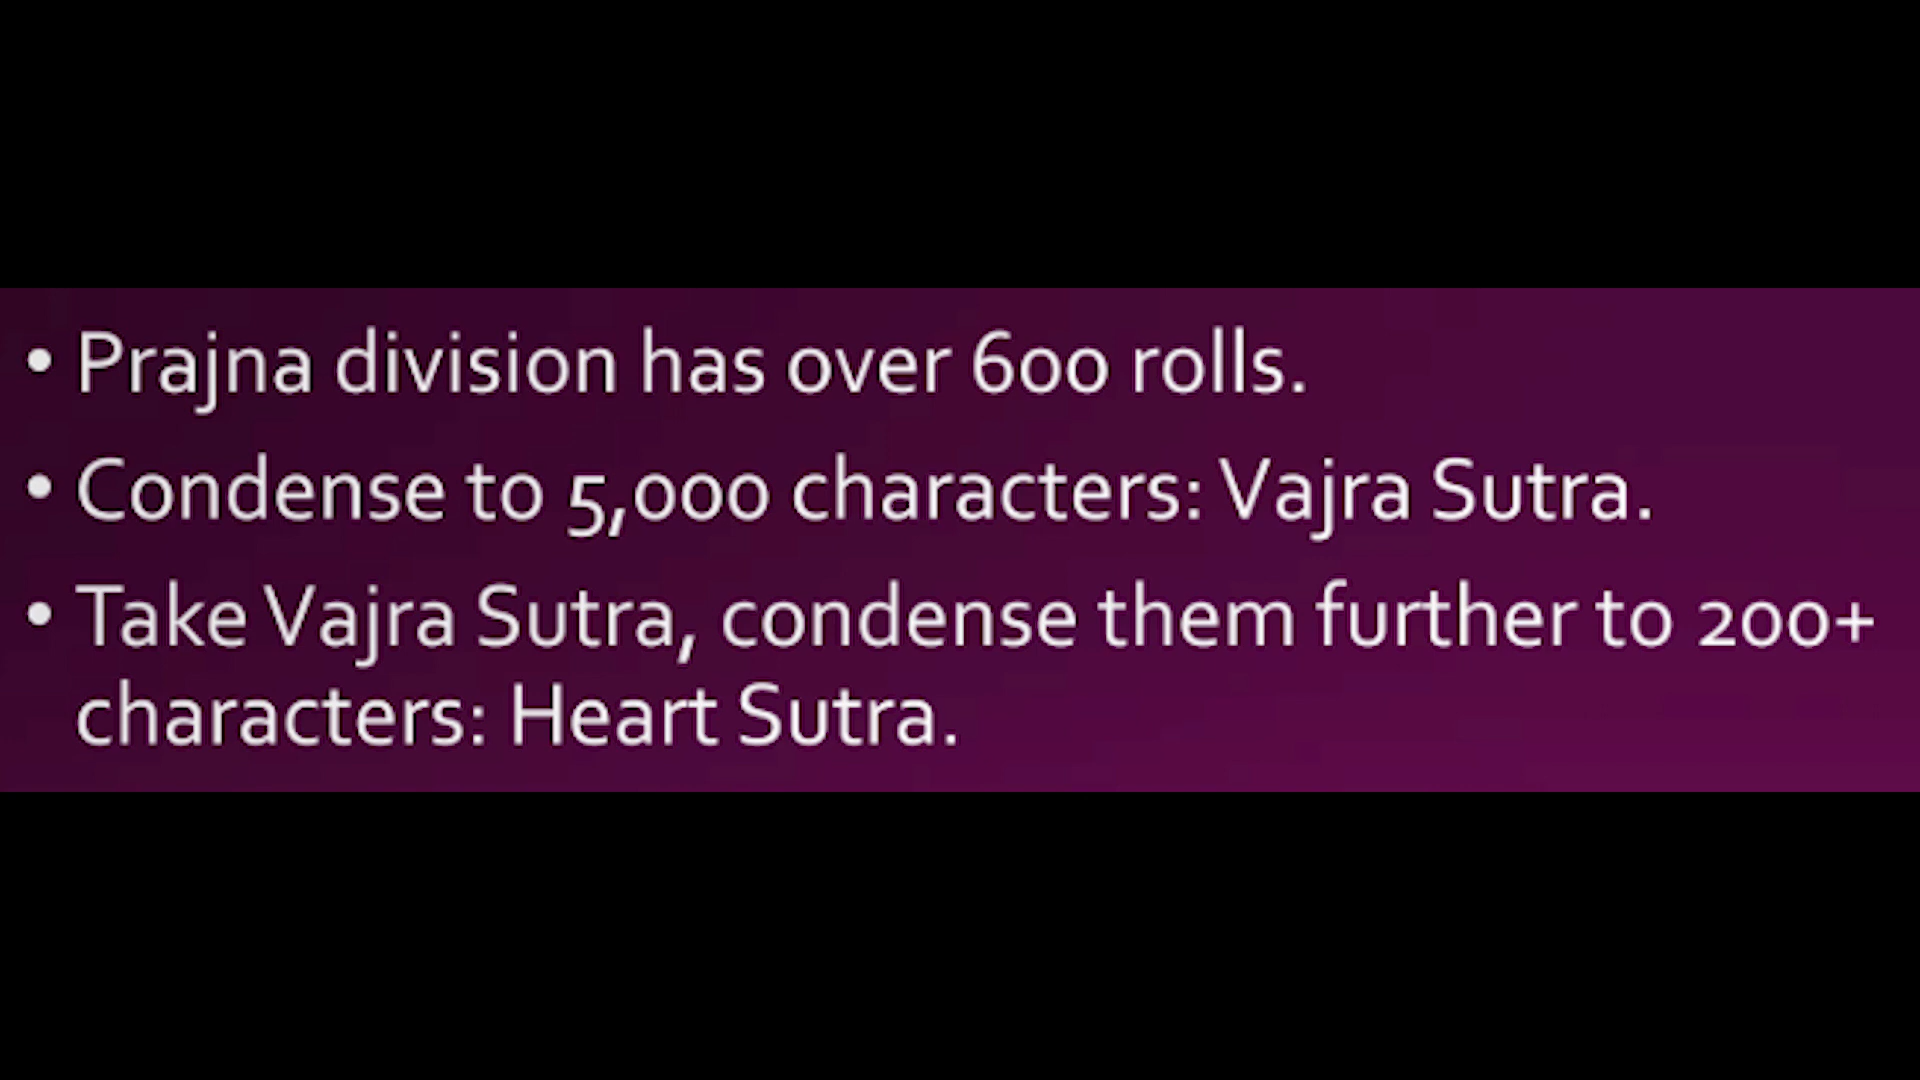 • Prajna division has over 600 rolls.
• Condense to 5,000 characters: Vajra Sutra.
• Take Vajra Sutra, condense them further to 200+
characters: Heart Sutra.